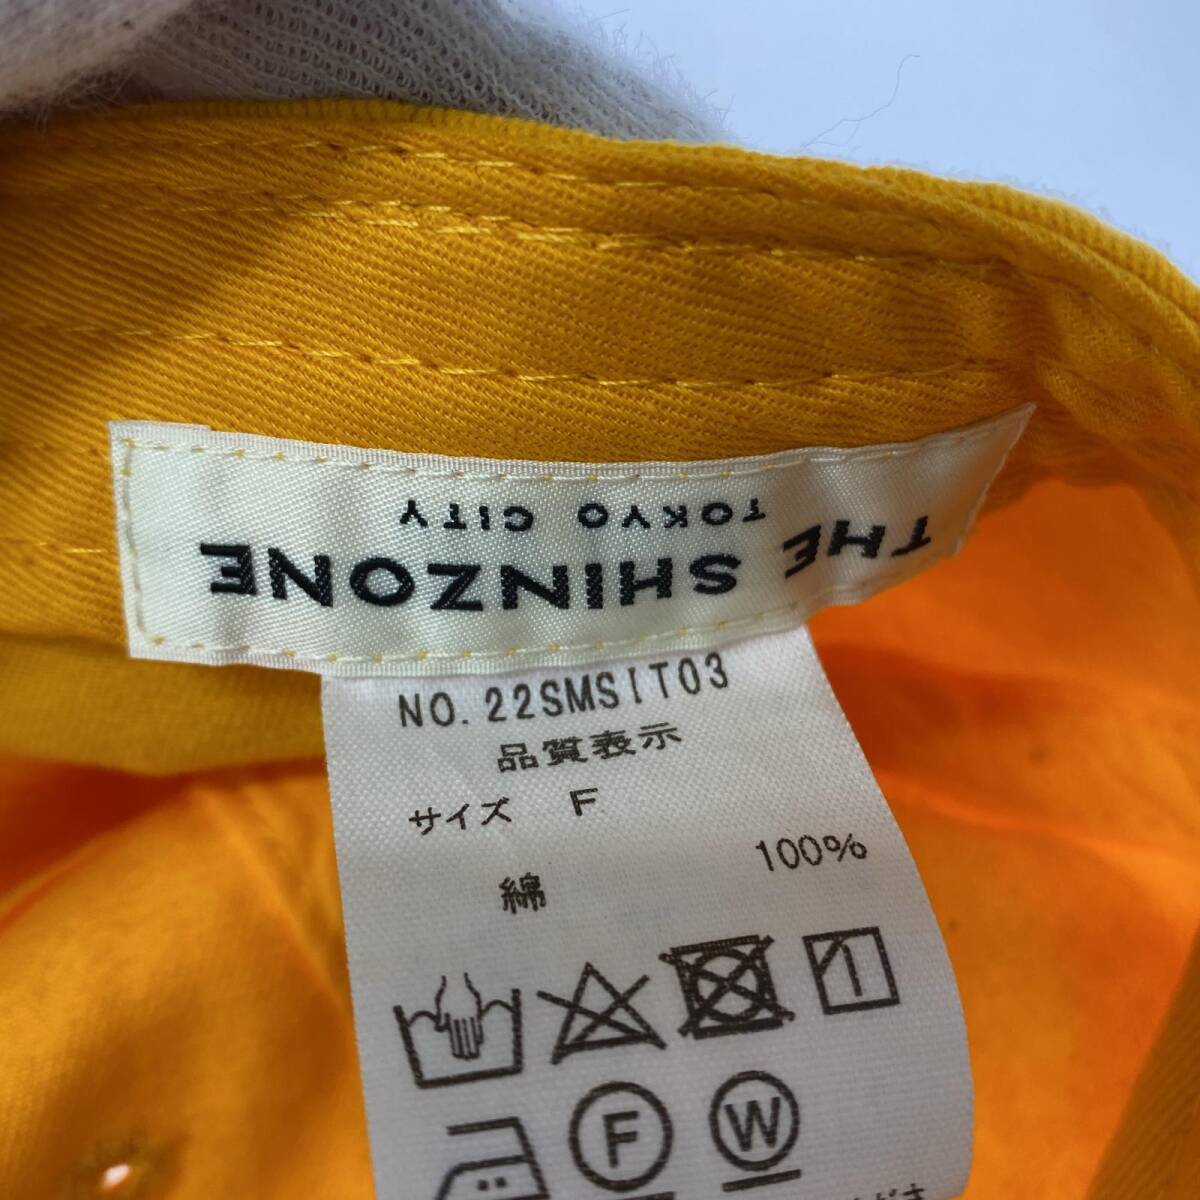 THE SHINZONE
TOKYO CITY
NO. 22SMSIT03
品質表示
サイズ F
綿 100%
F W